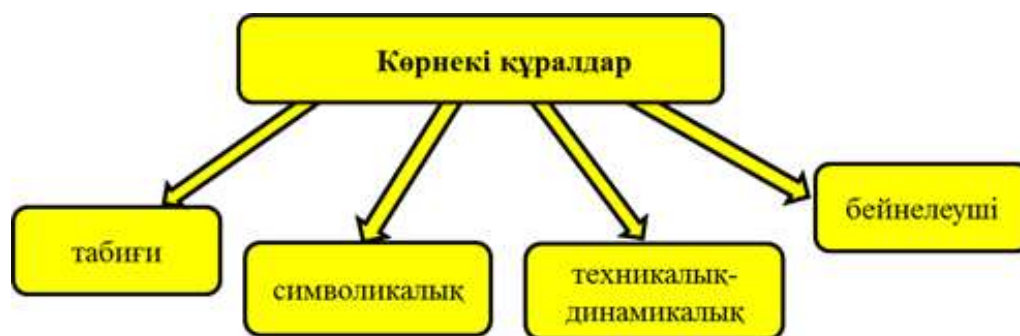 Көрнекі құралдар
табиғи
символикалық
техникалық-
динамикалық
бейнелеуші